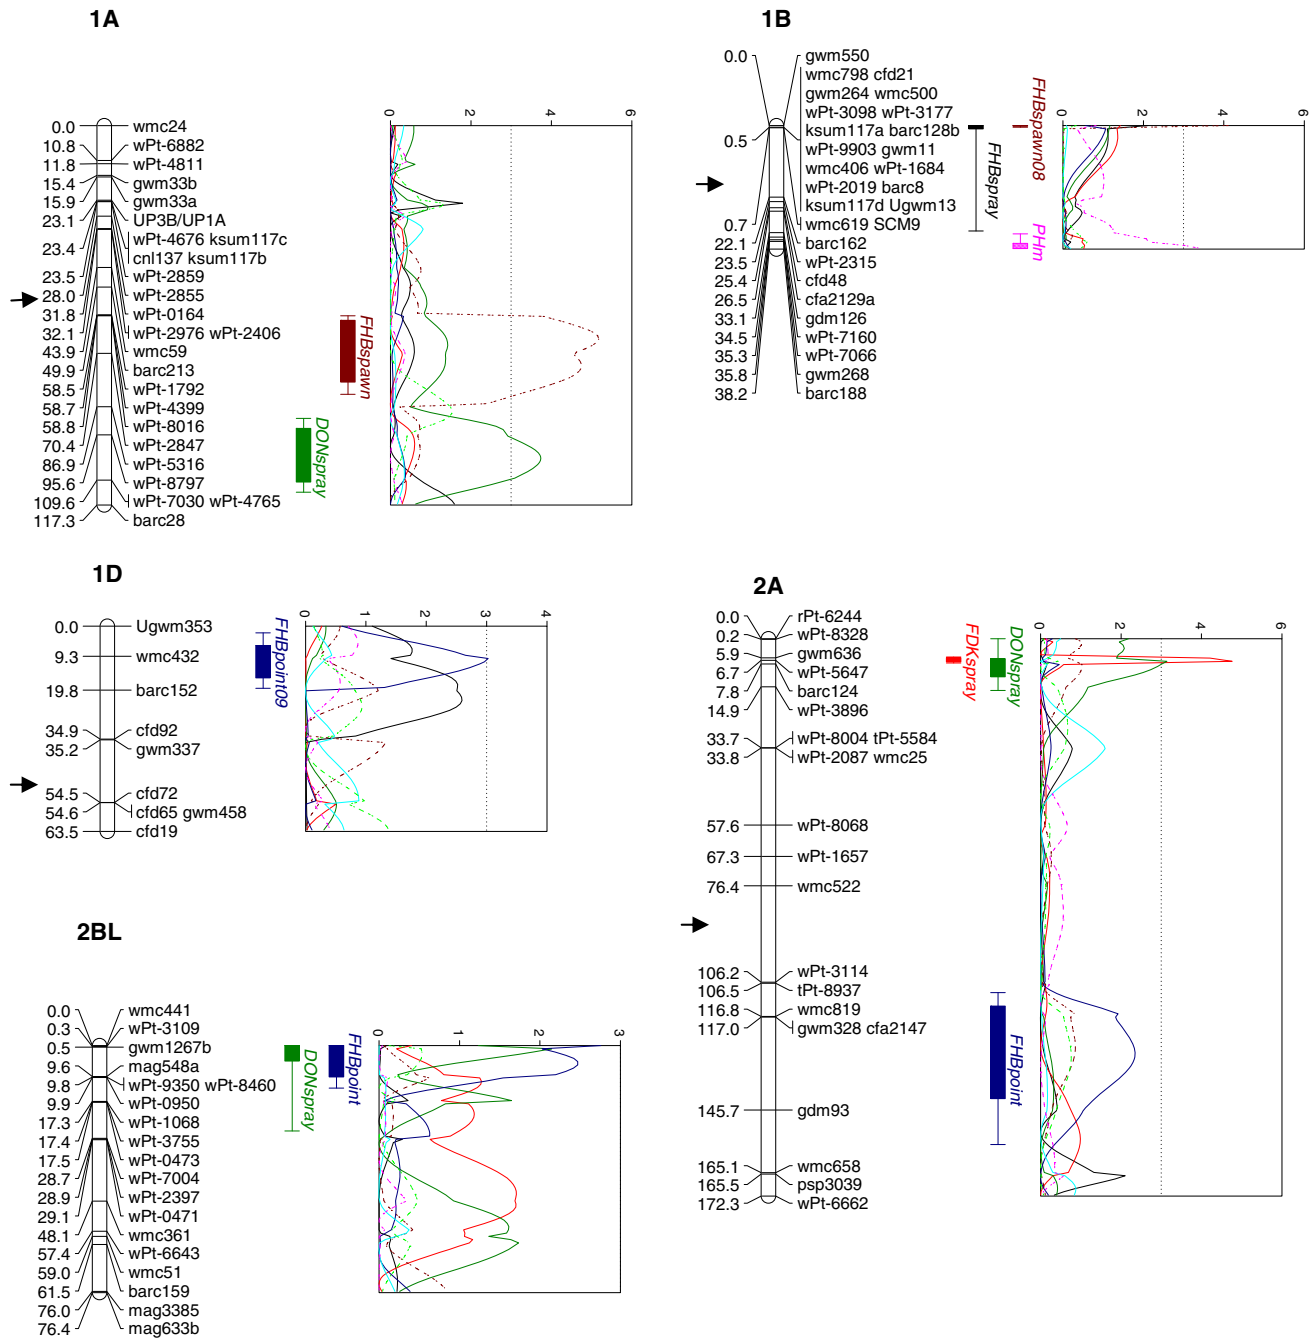 1A
0 2 4 6
0.0 wmc24
10.8 wPt-6882
11.8 wPt-4811
15.4 gwm33b
15.9 gwm33a
23.1 UP3B/UP1A
wPt-4676 ksum117c
23.4
cnl137 ksum117b
23.5 wPt-2859
28.0 wPt-2855
31.8 wPt-0164
32.1 wPt-2976 wPt-2406
43.9 wmc59
49.9 barc213
58.5 wPt-1792
58.7 wPt-4399
58.8 wPt-8016
70.4 wPt-2847
86.9 wPt-5316
95.6 wPt-8797
109.6 wPt-7030 wPt-4765
117.3 barc28
FHBspawn
DONspray
1B
0 2 4 6
0.0 gwm550
wmc798 cfd21
gwm264 wmc500
wPt-3098 wPt-3177
ksum117a barc128b
0.5
wPt-9903 gwm11
wmc406 wPt-1684
wPt-2019 barc8
ksum117d Ugwm13
0.7 wmc619 SCM9
22.1 barc162
23.5 wPt-2315
25.4 cfd48
26.5 cfa2129a
33.1 gdm126
34.5 wPt-7160
35.3 wPt-7066
35.8 gwm268
38.2 barc188
FHBspray
FHBspawn08
PHm
1D
0 1 2 3 4
0.0 Ugwm353
9.3 wmc432
19.8 barc152
34.9 cfd92
35.2 gwm337
54.5 cfd72
54.6 cfd65 gwm458
63.5 cfd19
FHBpoint09
2A
0 2 4 6
0.0 rPt-6244
0.2 wPt-8328
5.9 gwm636
6.7 wPt-5647
7.8 barc124
14.9 wPt-3896
33.7 wPt-8004 tPt-5584
33.8 wPt-2087 wmc25
57.6 wPt-8068
67.3 wPt-1657
76.4 wmc522
106.2 wPt-3114
106.5 tPt-8937
116.8 wmc819
117.0 gwm328 cfa2147
145.7 gdm93
165.1 wmc658
165.5 psp3039
172.3 wPt-6662
FDKspray
DONspray
FHBpoint
2BL
0 1 2 3
0.0 wmc441
0.3 wPt-3109
0.5 gwm1267b
9.6 mag548a
9.8 wPt-9350 wPt-8460
9.9 wPt-0950
17.3 wPt-1068
17.4 wPt-3755
17.5 wPt-0473
28.7 wPt-7004
28.9 wPt-2397
29.1 wPt-0471
48.1 wmc361
57.4 wPt-6643
59.0 wmc51
61.5 barc159
76.0 mag3385
76.4 mag633b
DONspray
FHBpoint